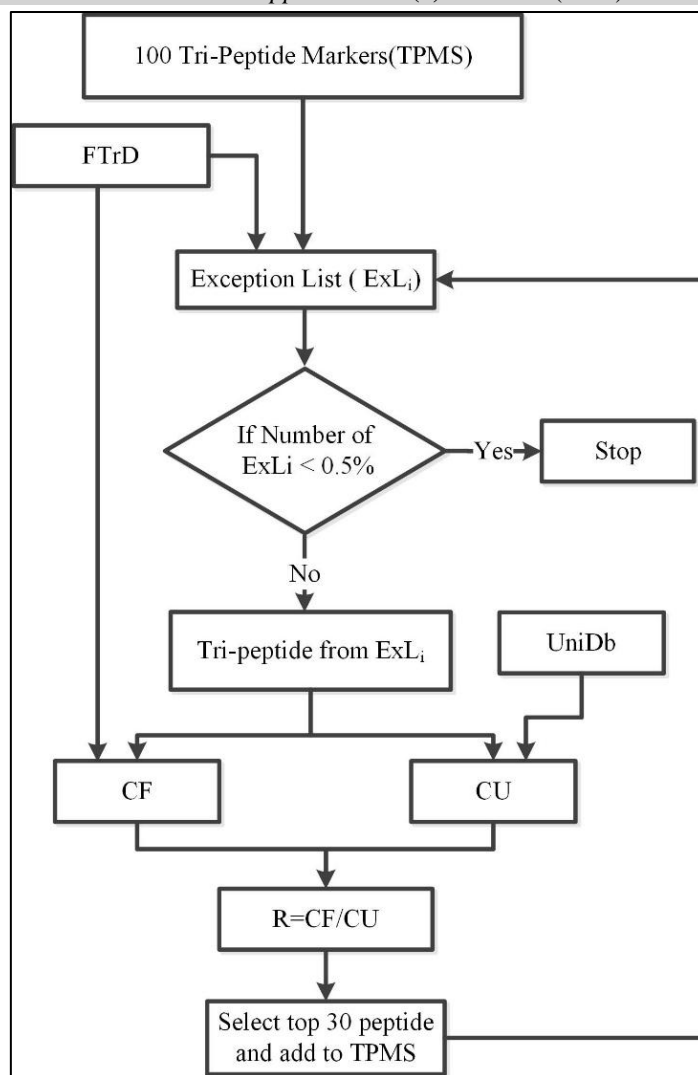 100 Tri-Peptide Markers(TPMS)
FTrD
Exception List ( ExLi)
If Number of
ExLi < 0.5%
Yes
Stop
No
Tri-peptide from ExLi
UniDb
CF
CU
R=CF/CU
Select top 30 peptide
and add to TPMS